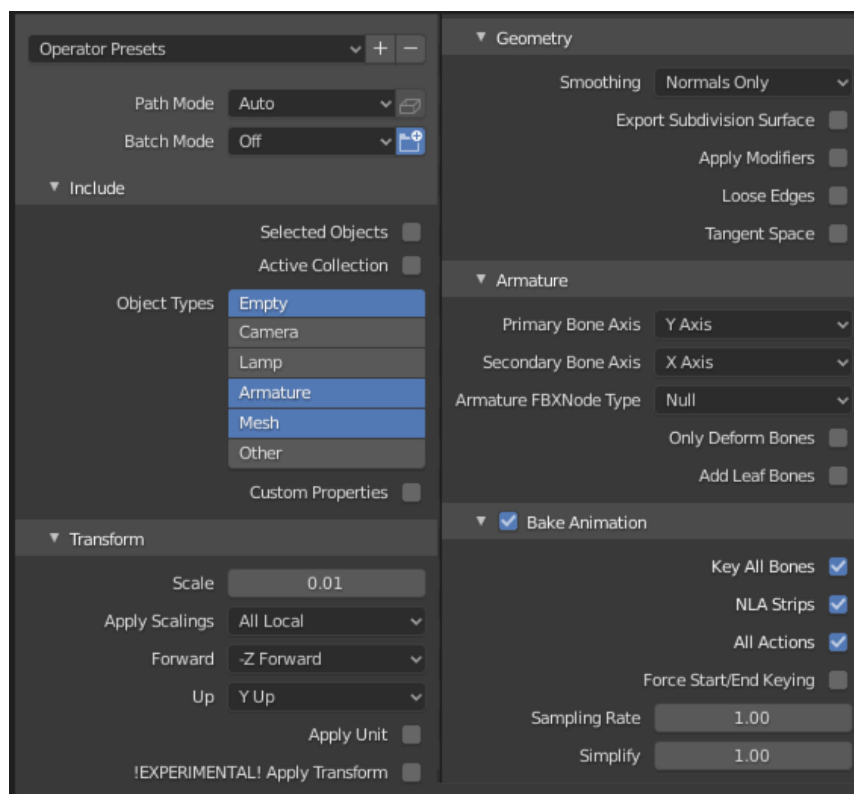 Operator Presets
Path Mode Auto
Batch Mode Off
Include
Selected Objects
Active Collection
Object Types Empty
Camera
Lamp
Armature
Mesh
Other
Custom Properties
Transform
Scale 0.01
Apply Scalings All Local
Forward -Z Forward
Up Y Up
Apply Unit
!EXPERIMENTAL! Apply Transform
Geometry
Smoothing Normals Only
Export Subdivision Surface
Apply Modifiers
Loose Edges
Tangent Space
Armature
Primary Bone Axis Y Axis
Secondary Bone Axis X Axis
Armature FBXNode Type Null
Only Deform Bones
Add Leaf Bones
Bake Animation
Key All Bones
NLA Strips
All Actions
Force Start/End Keying
Sampling Rate 1.00
Simplify 1.00